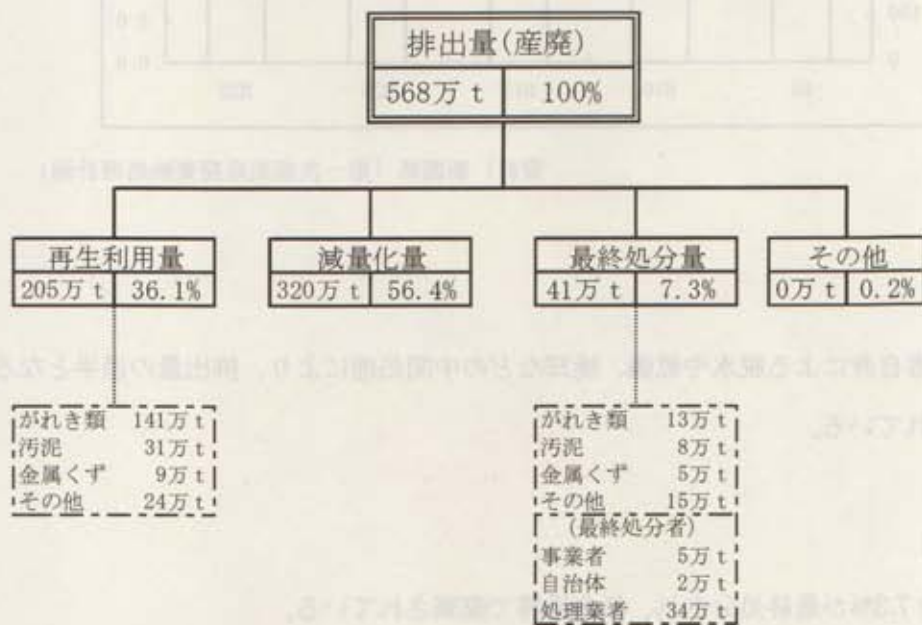 排出量(産廃)
568万t 100%
再生利用量 減量化量 最終処分量 その他
205万t 36.1% 320万t 56.4% 41万t 7.3% 0万t 0.2%
がれき類 141万t
汚泥 31万t
金属くず 9万t
その他 24万t
がれき類 13万t
汚泥 8万t
金属くず 5万t
その他 15万t
(最終処分者)
事業者 5万t
自治体 2万t
処理業者 34万t